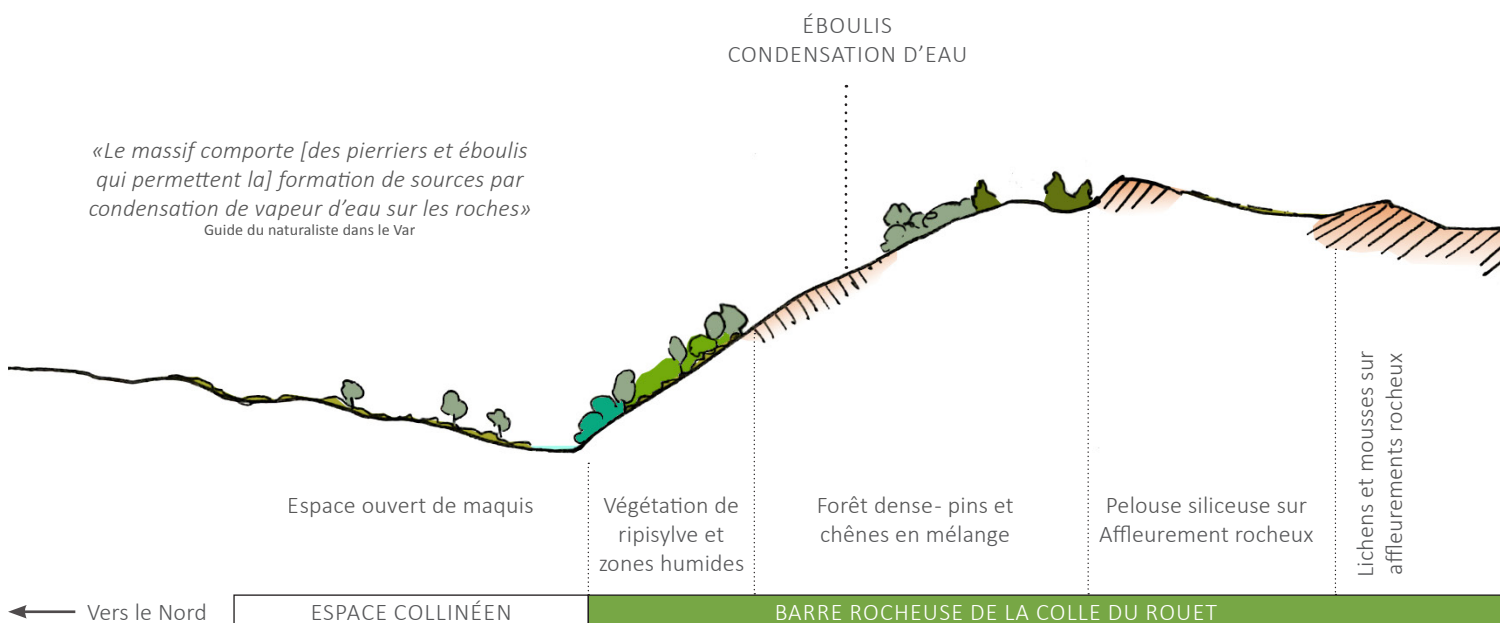 ÉBOULIS
CONDENSATION D’EAU
«Le massif comporte [des pierriers et éboulis
qui permettent la] formation de sources par
condensation de vapeur d’eau sur les roches»
Guide du naturaliste dans le Var
Espace ouvert de maquis
Végétation de
ripisylve et
zones humides
Forêt dense- pins et
chênes en mélange
Pelouse siliceuse sur
Affleurement rocheux
Lichens et mousses sur
affleurements rocheux
Vers le Nord
ESPACE COLLINÉEN
BARRE ROCHEUSE DE LA COLLE DU ROUET